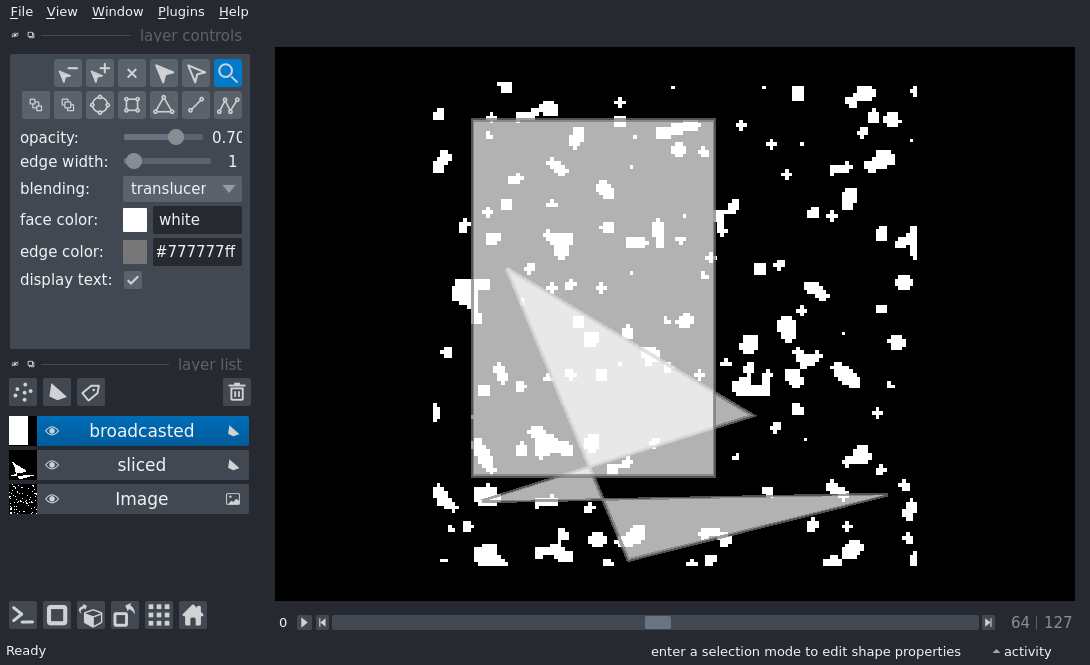 File View Window Plugins Help
layer controls
opacity: 0.70
edge width: 1
blending: translucer
face color: white
edge color: #777777ff
display text:
layer list
broadcasted
sliced
Image
0 64 | 127
Ready enter a selection mode to edit shape properties activity